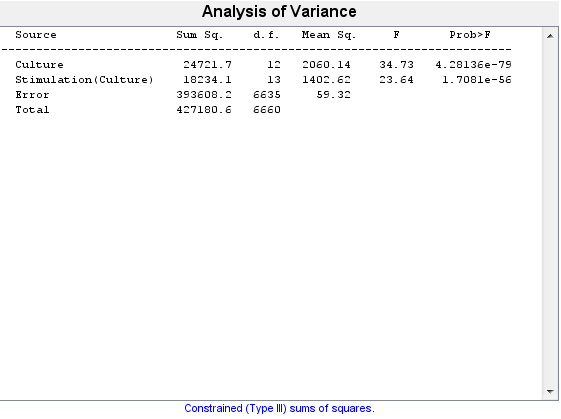 Analysis of Variance
Source Sum Sq. d.f. Mean Sq. F Prob>F
Culture 24721.7 12 2060.14 34.73 4.28136e-79
Stimulation(Culture) 18234.1 13 1402.62 23.64 1.7081e-56
Error 393608.2 6635 59.32
Total 427180.6 6660
Constrained (Type III) sums of squares.